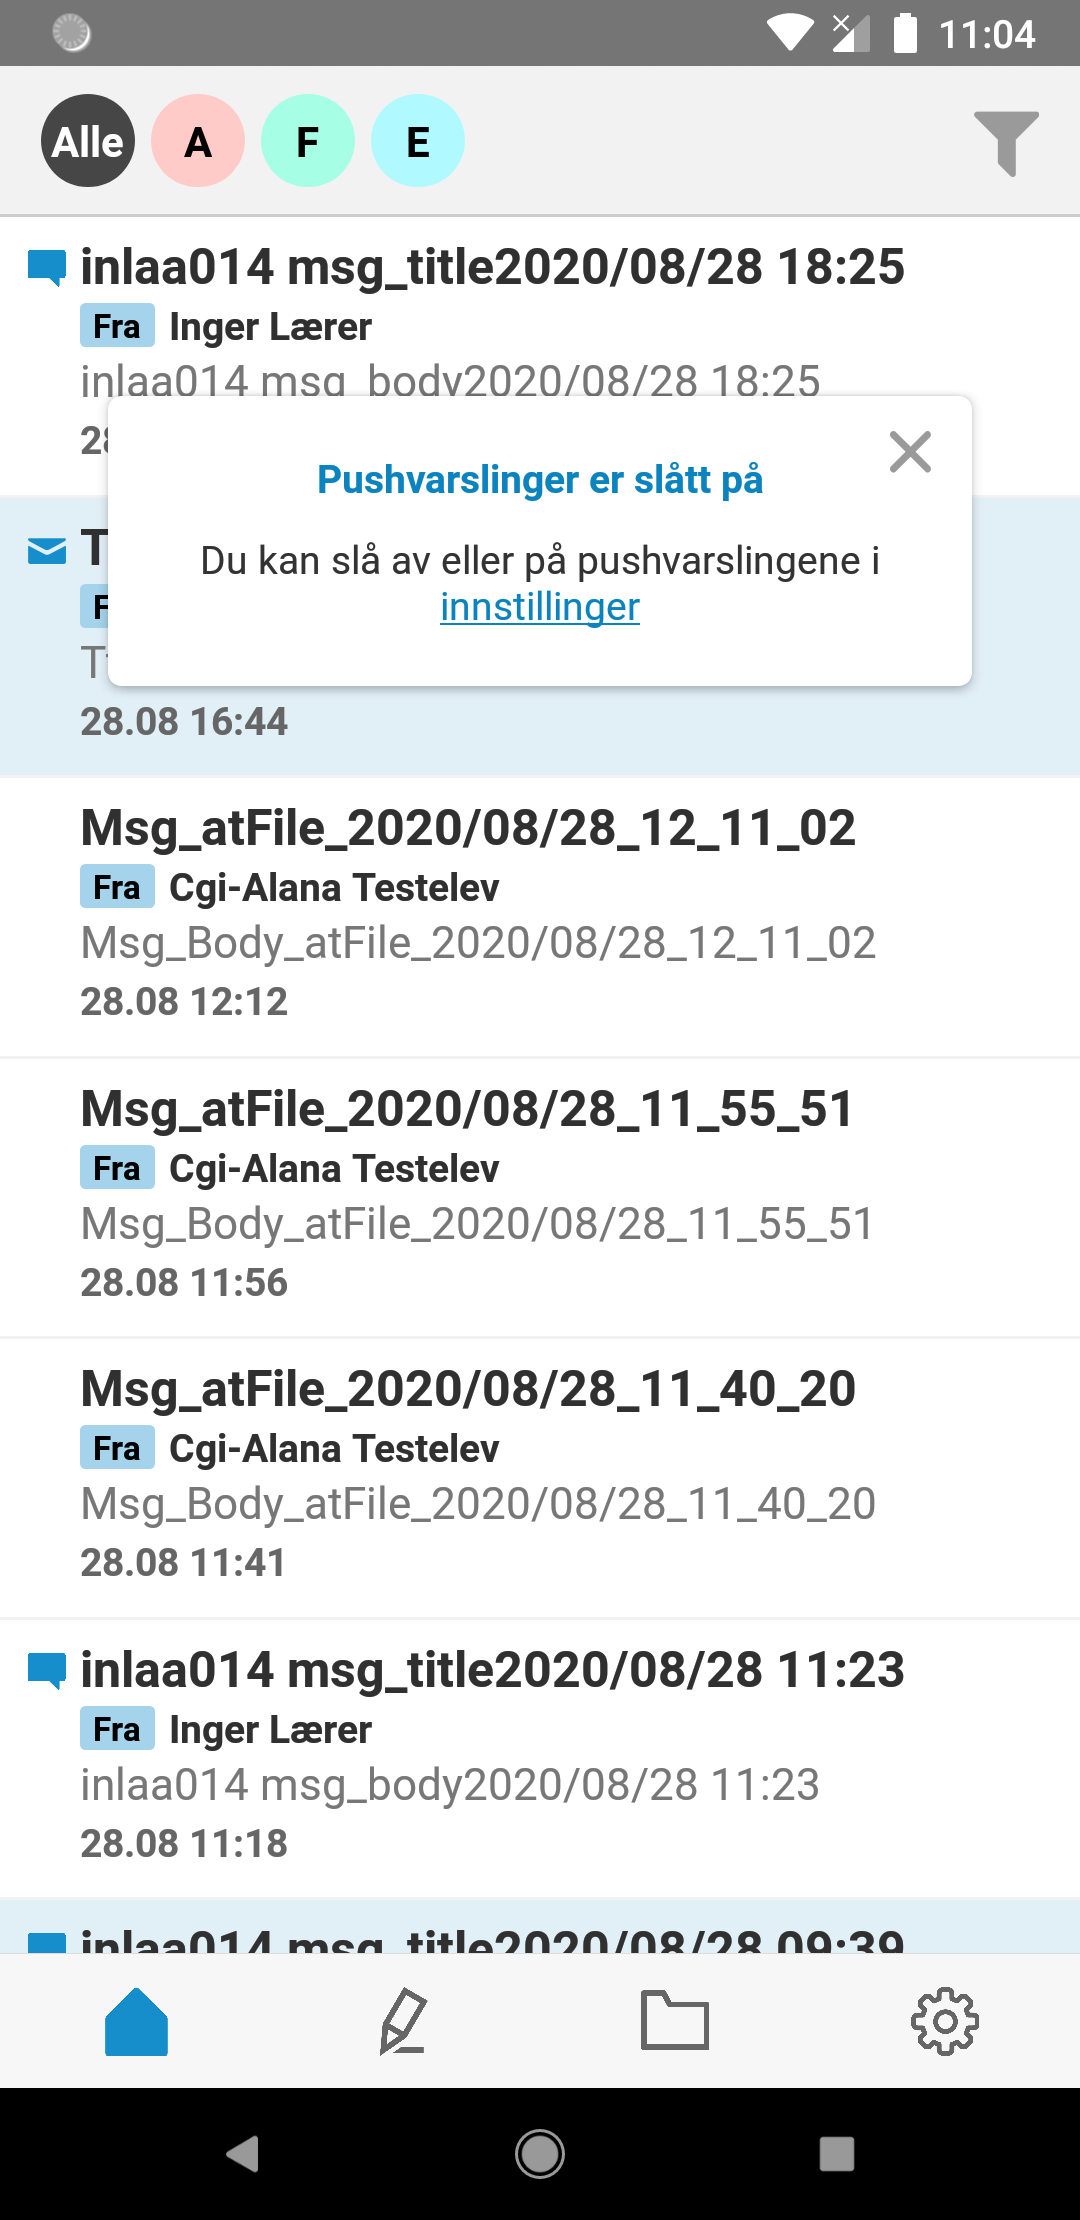 11:04
Alle A F E
inlaa014 msg_title2020/08/28 18:25
Fra Inger Lærer
inlaa014 msg_body2020/08/28 18:25
Pushvarslinger er slått på
Du kan slå av eller på pushvarslingene i
innstillinger
28.08 16:44
Msg_atFile_2020/08/28_12_11_02
Fra Cgi-Alana Testelev
Msg_Body_atFile_2020/08/28_12_11_02
28.08 12:12
Msg_atFile_2020/08/28_11_55_51
Fra Cgi-Alana Testelev
Msg_Body_atFile_2020/08/28_11_55_51
28.08 11:56
Msg_atFile_2020/08/28_11_40_20
Fra Cgi-Alana Testelev
Msg_Body_atFile_2020/08/28_11_40_20
28.08 11:41
inlaa014 msg_title2020/08/28 11:23
Fra Inger Lærer
inlaa014 msg_body2020/08/28 11:23
28.08 11:18
inlaa014 msg_title2020/08/28 09:39